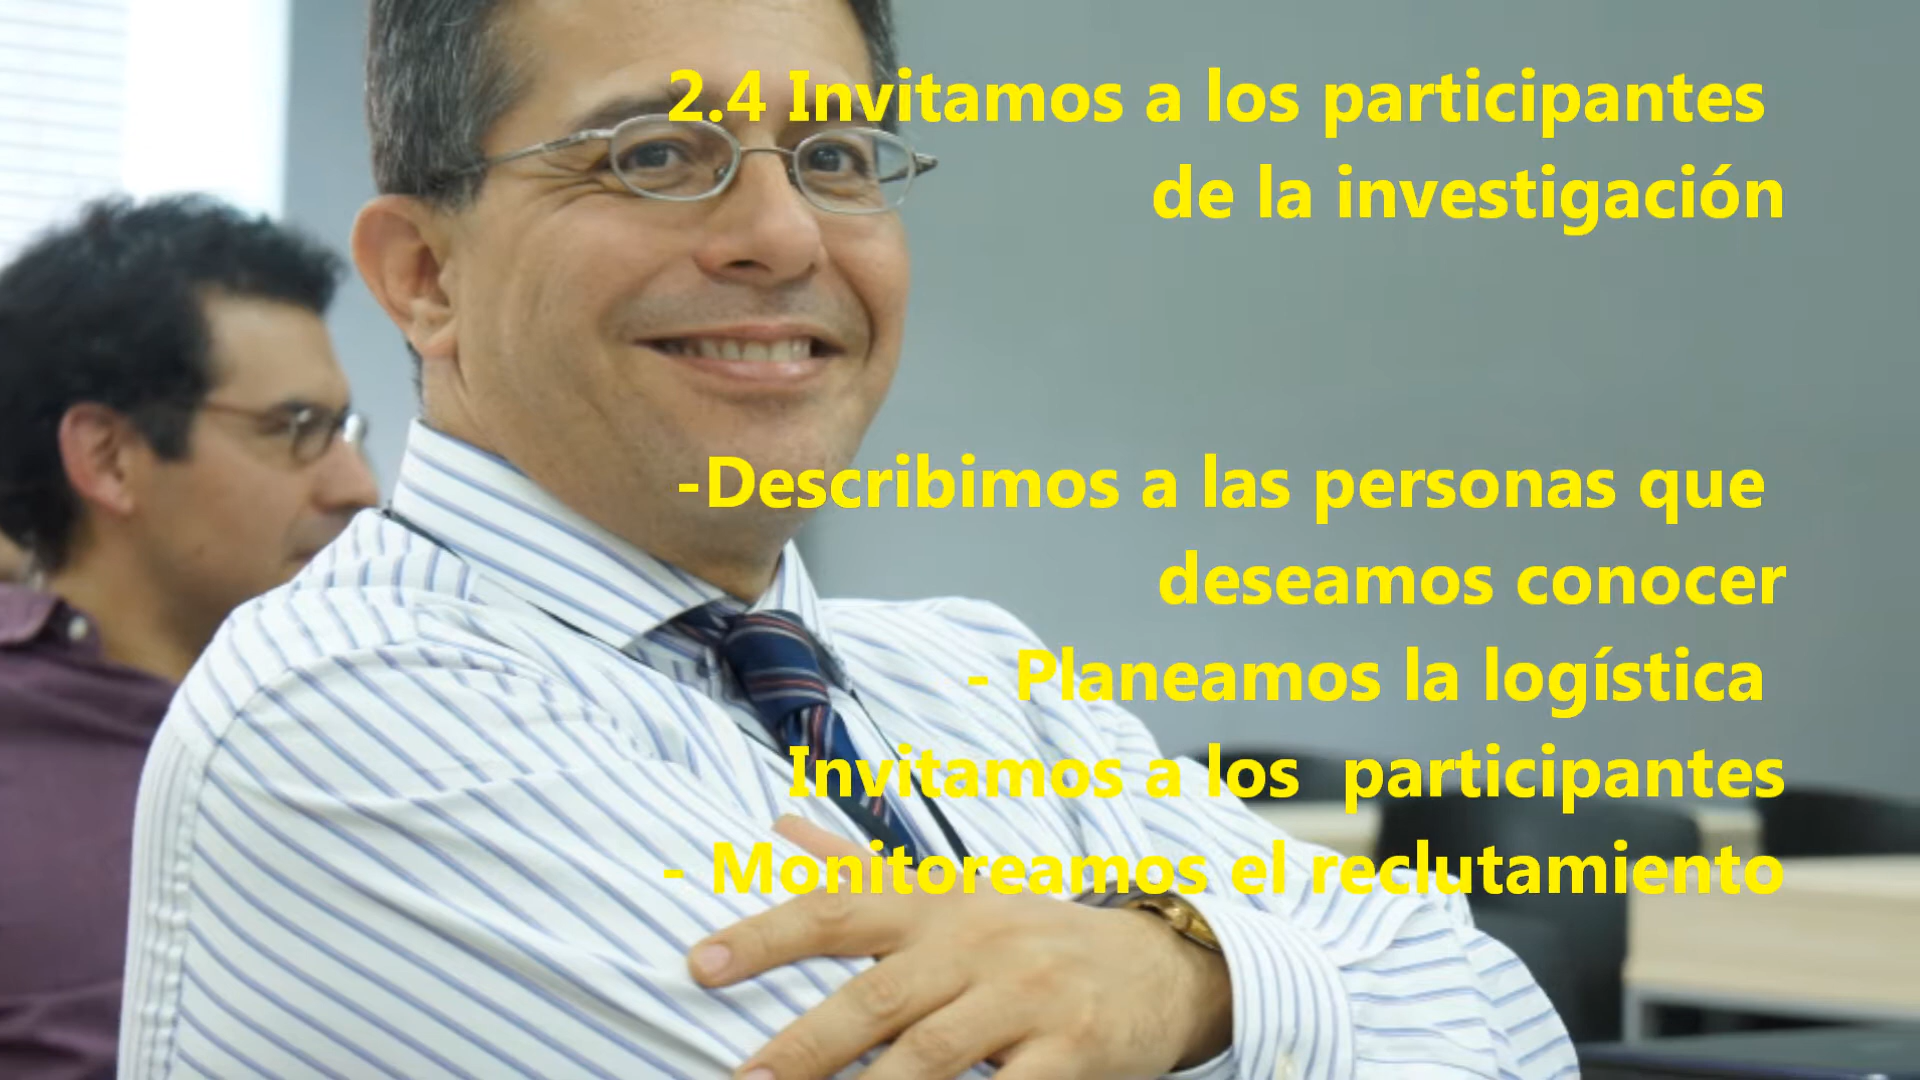 2.4 Invitamos a los participantes
de la investigación
-Describimos a las personas que
deseamos conocer
- Planeamos la logística
Invitamos a los  participantes
- Monitoreamos el reclutamiento